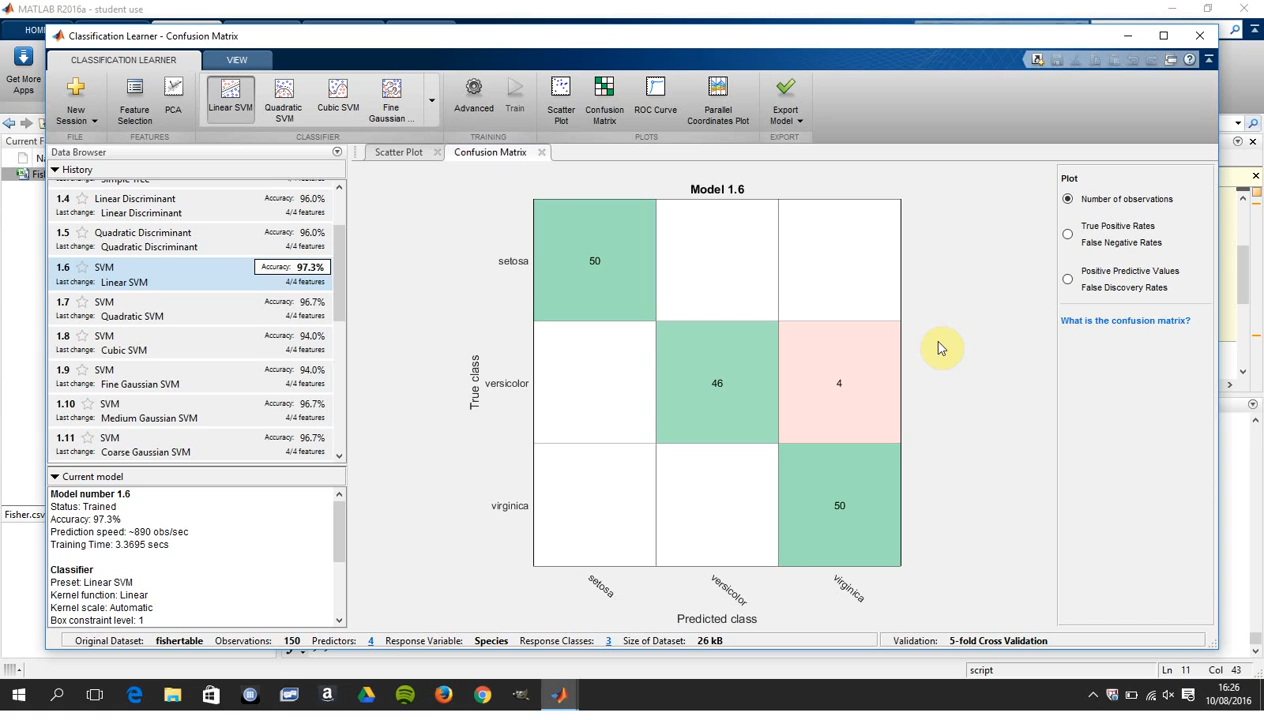 MATLAB R2016a - student use
HOM
Classification Learner - Confusion Matrix
CLASSIFICATION LEARNER
VIEW
Get More
Apps
New
Session
Feature
Selection
PCA
Linear SVM
Quadratic
SVM
Cubic SVM
Fine
Gaussian ...
Advanced
Train
Scatter
Plot
Confusion
Matrix
ROC Curve
Parallel
Coordinates Plot
Export
Model
FILE
FEATURES
CLASSIFIER
TRAINING
PLOTS
EXPORT
Current F
Na
Fish
Fisher.csv
Data Browser
History
Last change: Simple Tree 4/4 features
1.4 Linear Discriminant Accuracy: 96.0%
Last change: Linear Discriminant 4/4 features
1.5 Quadratic Discriminant Accuracy: 96.0%
Last change: Quadratic Discriminant 4/4 features
1.6 SVM Accuracy: 97.3%
Last change: Linear SVM 4/4 features
1.7 SVM Accuracy: 96.7%
Last change: Quadratic SVM 4/4 features
1.8 SVM Accuracy: 94.0%
Last change: Cubic SVM 4/4 features
1.9 SVM Accuracy: 94.0%
Last change: Fine Gaussian SVM 4/4 features
1.10 SVM Accuracy: 96.7%
Last change: Medium Gaussian SVM 4/4 features
1.11 SVM Accuracy: 96.7%
Last change: Coarse Gaussian SVM 4/4 features
Current model
Model number 1.6
Status: Trained
Accuracy: 97.3%
Prediction speed: ~890 obs/sec
Training Time: 3.3695 secs
Classifier
Preset: Linear SVM
Kernel function: Linear
Kernel scale: Automatic
Box constraint level: 1
Scatter Plot
Confusion Matrix
Model 1.6
True class
setosa
50
versicolor
46
4
virginica
50
setosa
versicolor
virginica
Predicted class
Plot
Number of observations
True Positive Rates
False Negative Rates
Positive Predictive Values
False Discovery Rates
What is the confusion matrix?
Original Dataset: fishertable Observations: 150 Predictors: 4 Response Variable: Species Response Classes: 3 Size of Dataset: 26 kB Validation: 5-fold Cross Validation
script
Ln 11 Col 43
16:26
10/08/2016